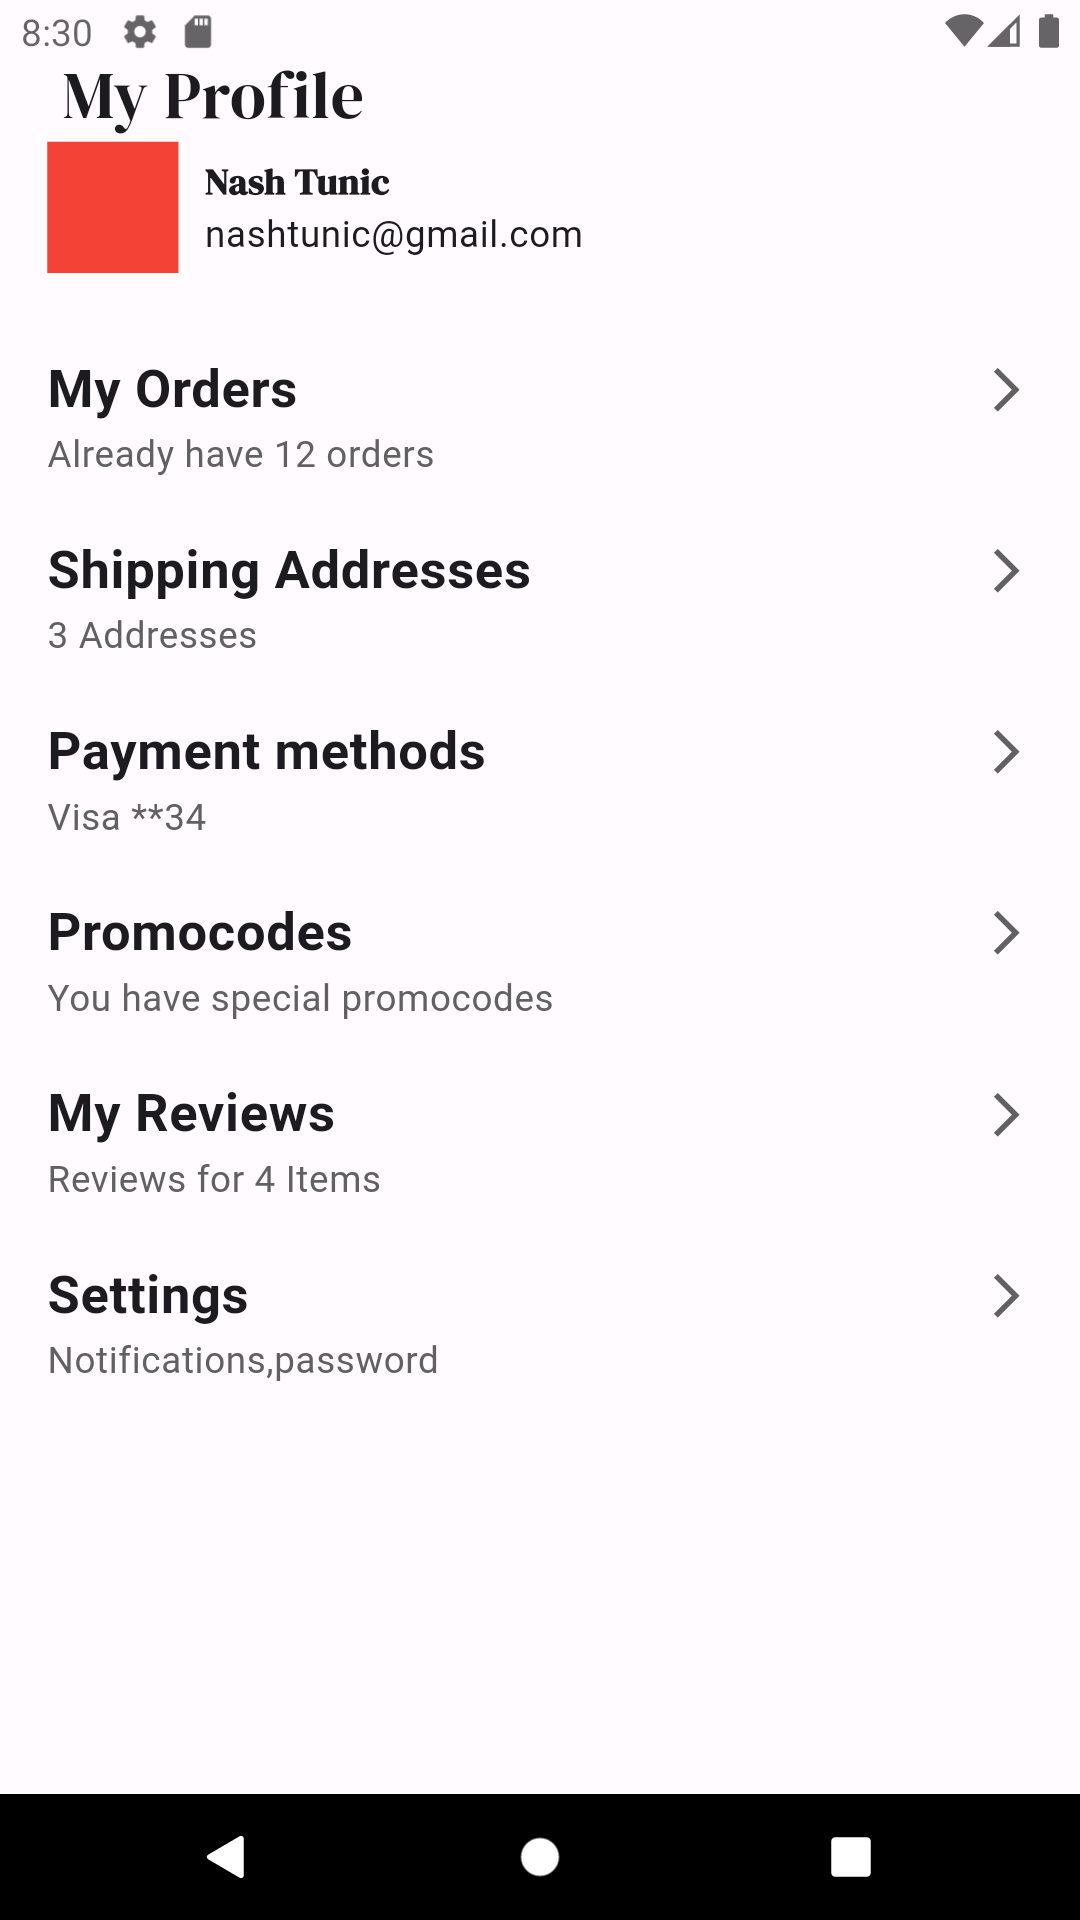 8:30
My Profile
Nash Tunic
nashtunic@gmail.com
My Orders
Already have 12 orders
Shipping Addresses
3 Addresses
Payment methods
Visa **34
Promocodes
You have special promocodes
My Reviews
Reviews for 4 Items
Settings
Notifications,password